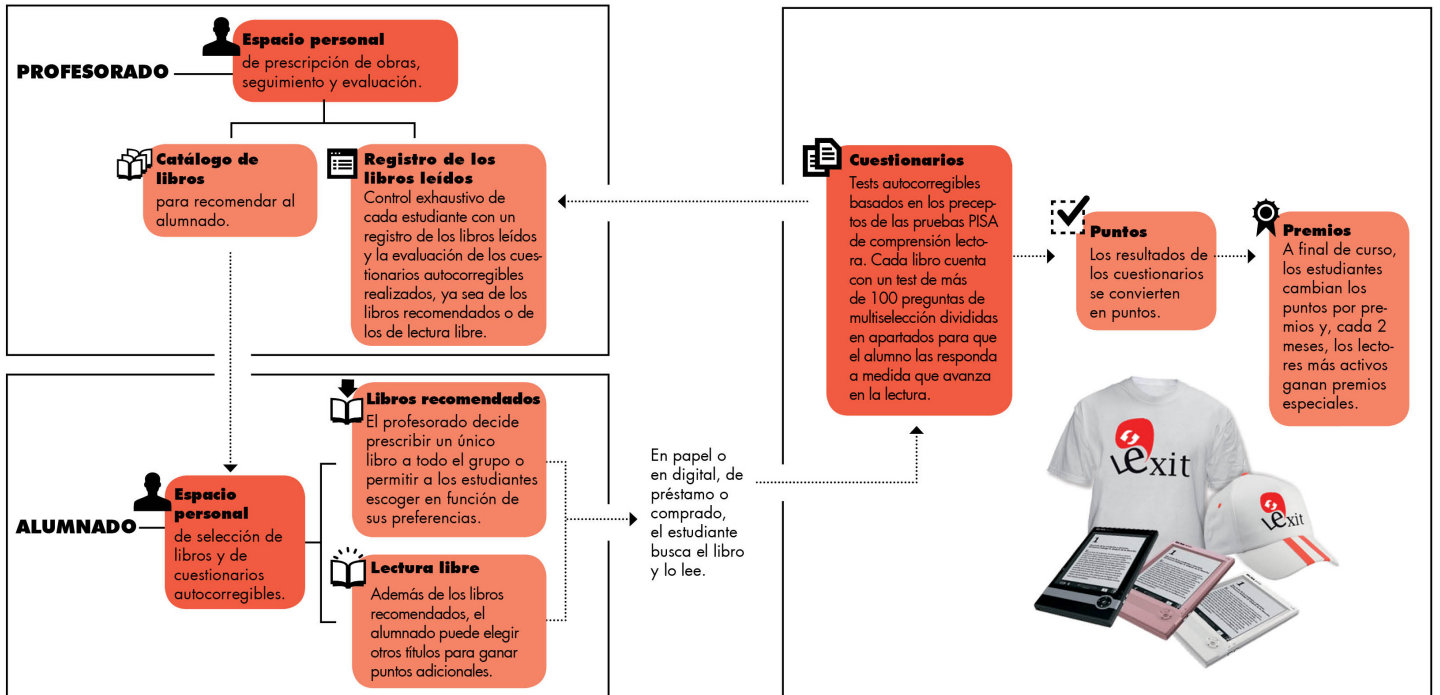 PROFESORADO
Espacio personal
de prescripción de obras,
seguimiento y evaluación.
Catálogo de
libros
para recomendar al
alumnado.
Registro de los
libros leídos
Control exhaustivo de
cada estudiante con un
registro de los libros leídos
y la evaluación de los cues-
tionarios autocorregibles
realizados, ya sea de los
libros recomendados o de
los de lectura libre.
ALUMNADO
Espacio
personal
de selección de
libros y de
cuestionarios
autocorregibles.
Libros recomendados
El profesorado decide
prescribir un único
libro a todo el grupo o
permitir a los estudiantes
escoger en función de
sus preferencias.
Lectura libre
Además de los libros
recomendados, el
alumnado puede elegir
otros títulos para ganar
puntos adicionales.
En papel o
en digital, de
préstamo o
comprado,
el estudiante
busca el libro
y lo lee.
Cuestionarios
Tests autocorregibles
basados en los precep-
tos de las pruebas PISA
de comprensión lecto-
ra. Cada libro cuenta
con un test de más
de 100 preguntas de
multiselección divididas
en apartados para que
el alumno las responda
a medida que avanza
en la lectura.
Puntos
Los resultados de
los cuestionarios
se convierten
en puntos.
Premios
A final de curso,
los estudiantes
cambian los
puntos por pre-
mios y, cada 2
meses, los lecto-
res más activos
ganan premios
especiales.
Lexit
Lexit
1
1
1